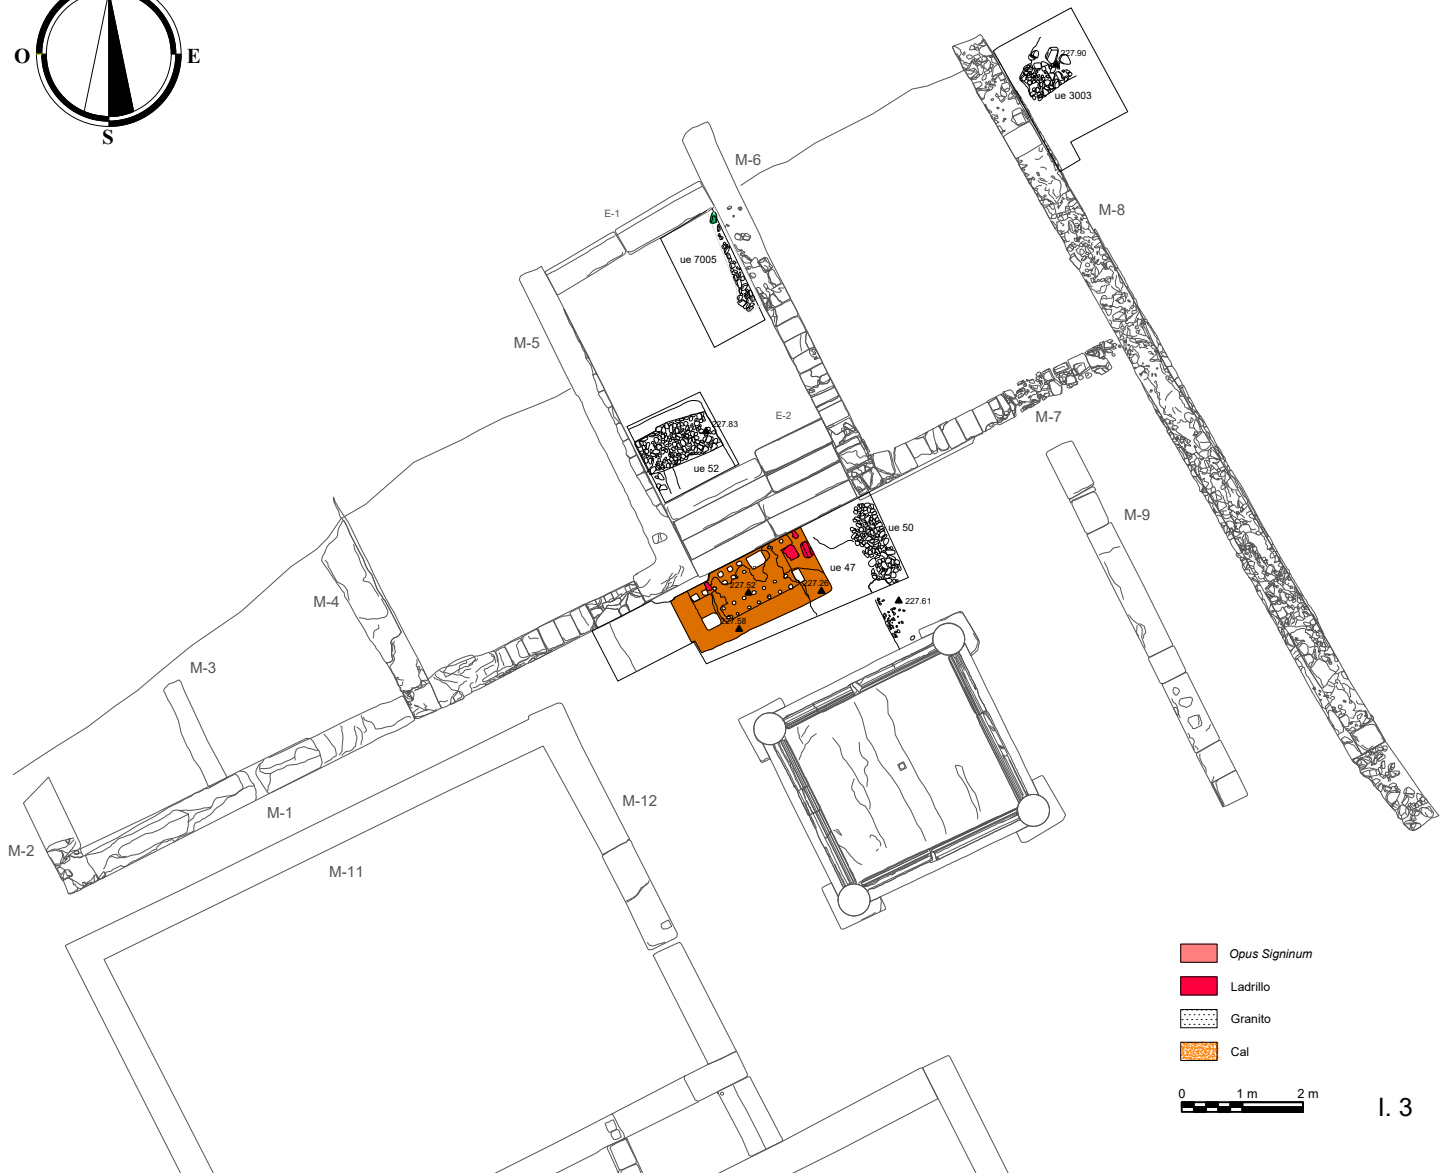 O
E
S
227.90
ue 3003
M-6
M-8
E-1
ue 7005
M-5
E-2
227.83
M-7
ue 52
M-9
ue 50
ue 47
227.52
227.26
227.61
M-4
227.58
M-3
M-12
M-1
M-2
M-11
Opus Signinum
Ladrillo
Granito
Cal
0 1 m 2 m
I. 3